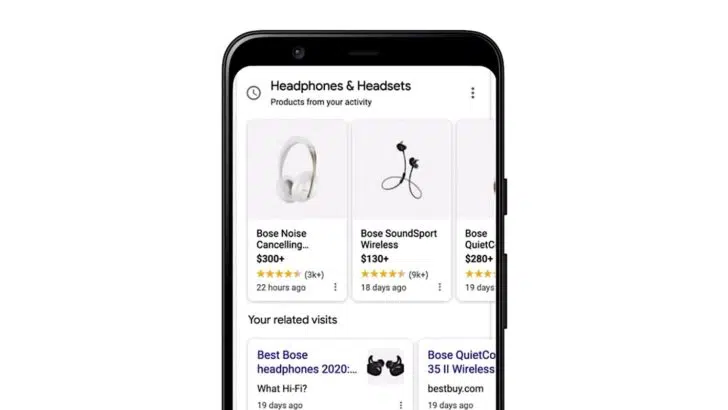 Headphones & Headsets
Products from your activity
Bose Noise
Cancelling...
$300+
(3k+)
22 hours ago
Bose SoundSport
Wireless
$130+
(9k+)
18 days ago
Bose
QuietC
$280+
19 days
Your related visits
Best Bose
headphones 2020:...
What Hi-Fi?
19 days ago
Bose QuietCo
35 II Wireless
bestbuy.com
19 days ago